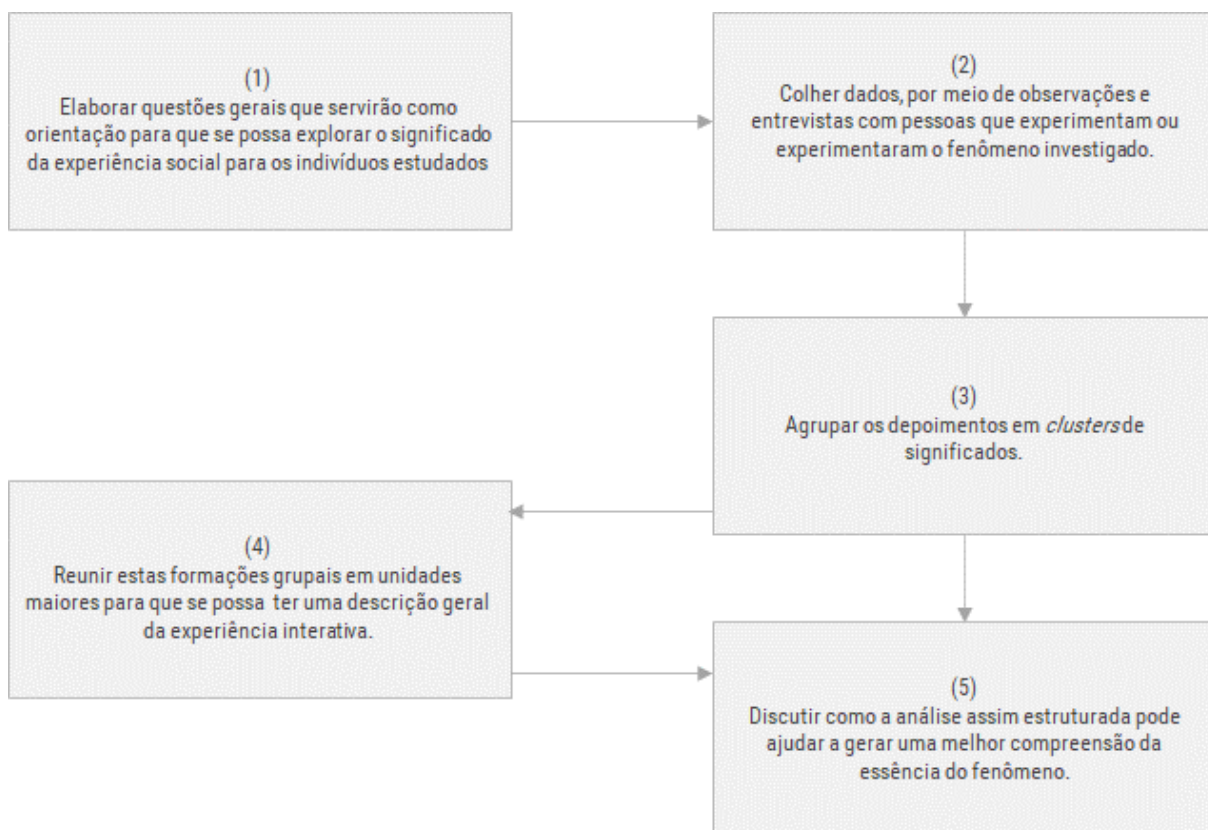 (1)
Elaborar questões gerais que servirão como
orientação para que se possa explorar o significado
da experiência social para os indivíduos estudados
(2)
Colher dados, por meio de observações e
entrevistas com pessoas que experimentam ou
experimentaram o fenômeno investigado.
(3)
Agrupar os depoimentos em clusters de
significados.
(4)
Reunir estas formações grupais em unidades
maiores para que se possa ter uma descrição geral
da experiência interativa.
(5)
Discutir como a análise assim estruturada pode
ajudar a gerar uma melhor compreensão da
essência do fenômeno.